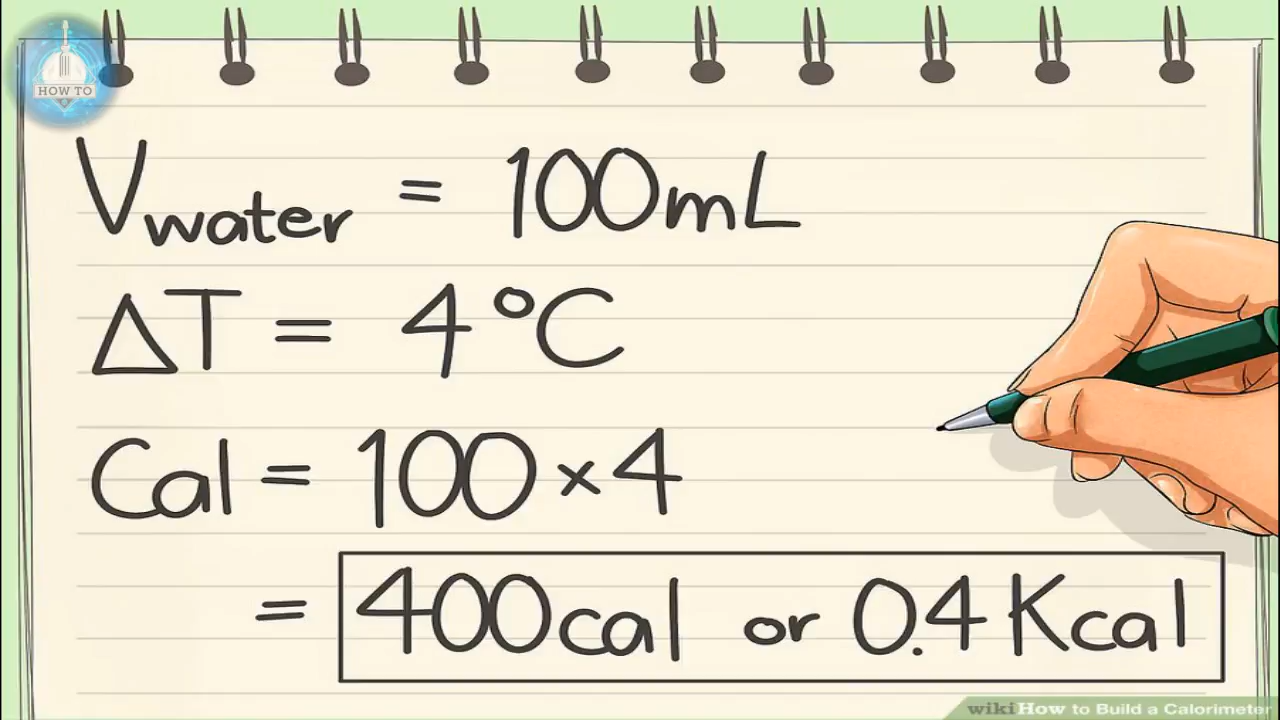 HOW TO
Vwater = 100mL
ΔT = 4°C
Cal = 100×4
= 400cal or 0.4 Kcal
wikiHow to Build a Calorimeter